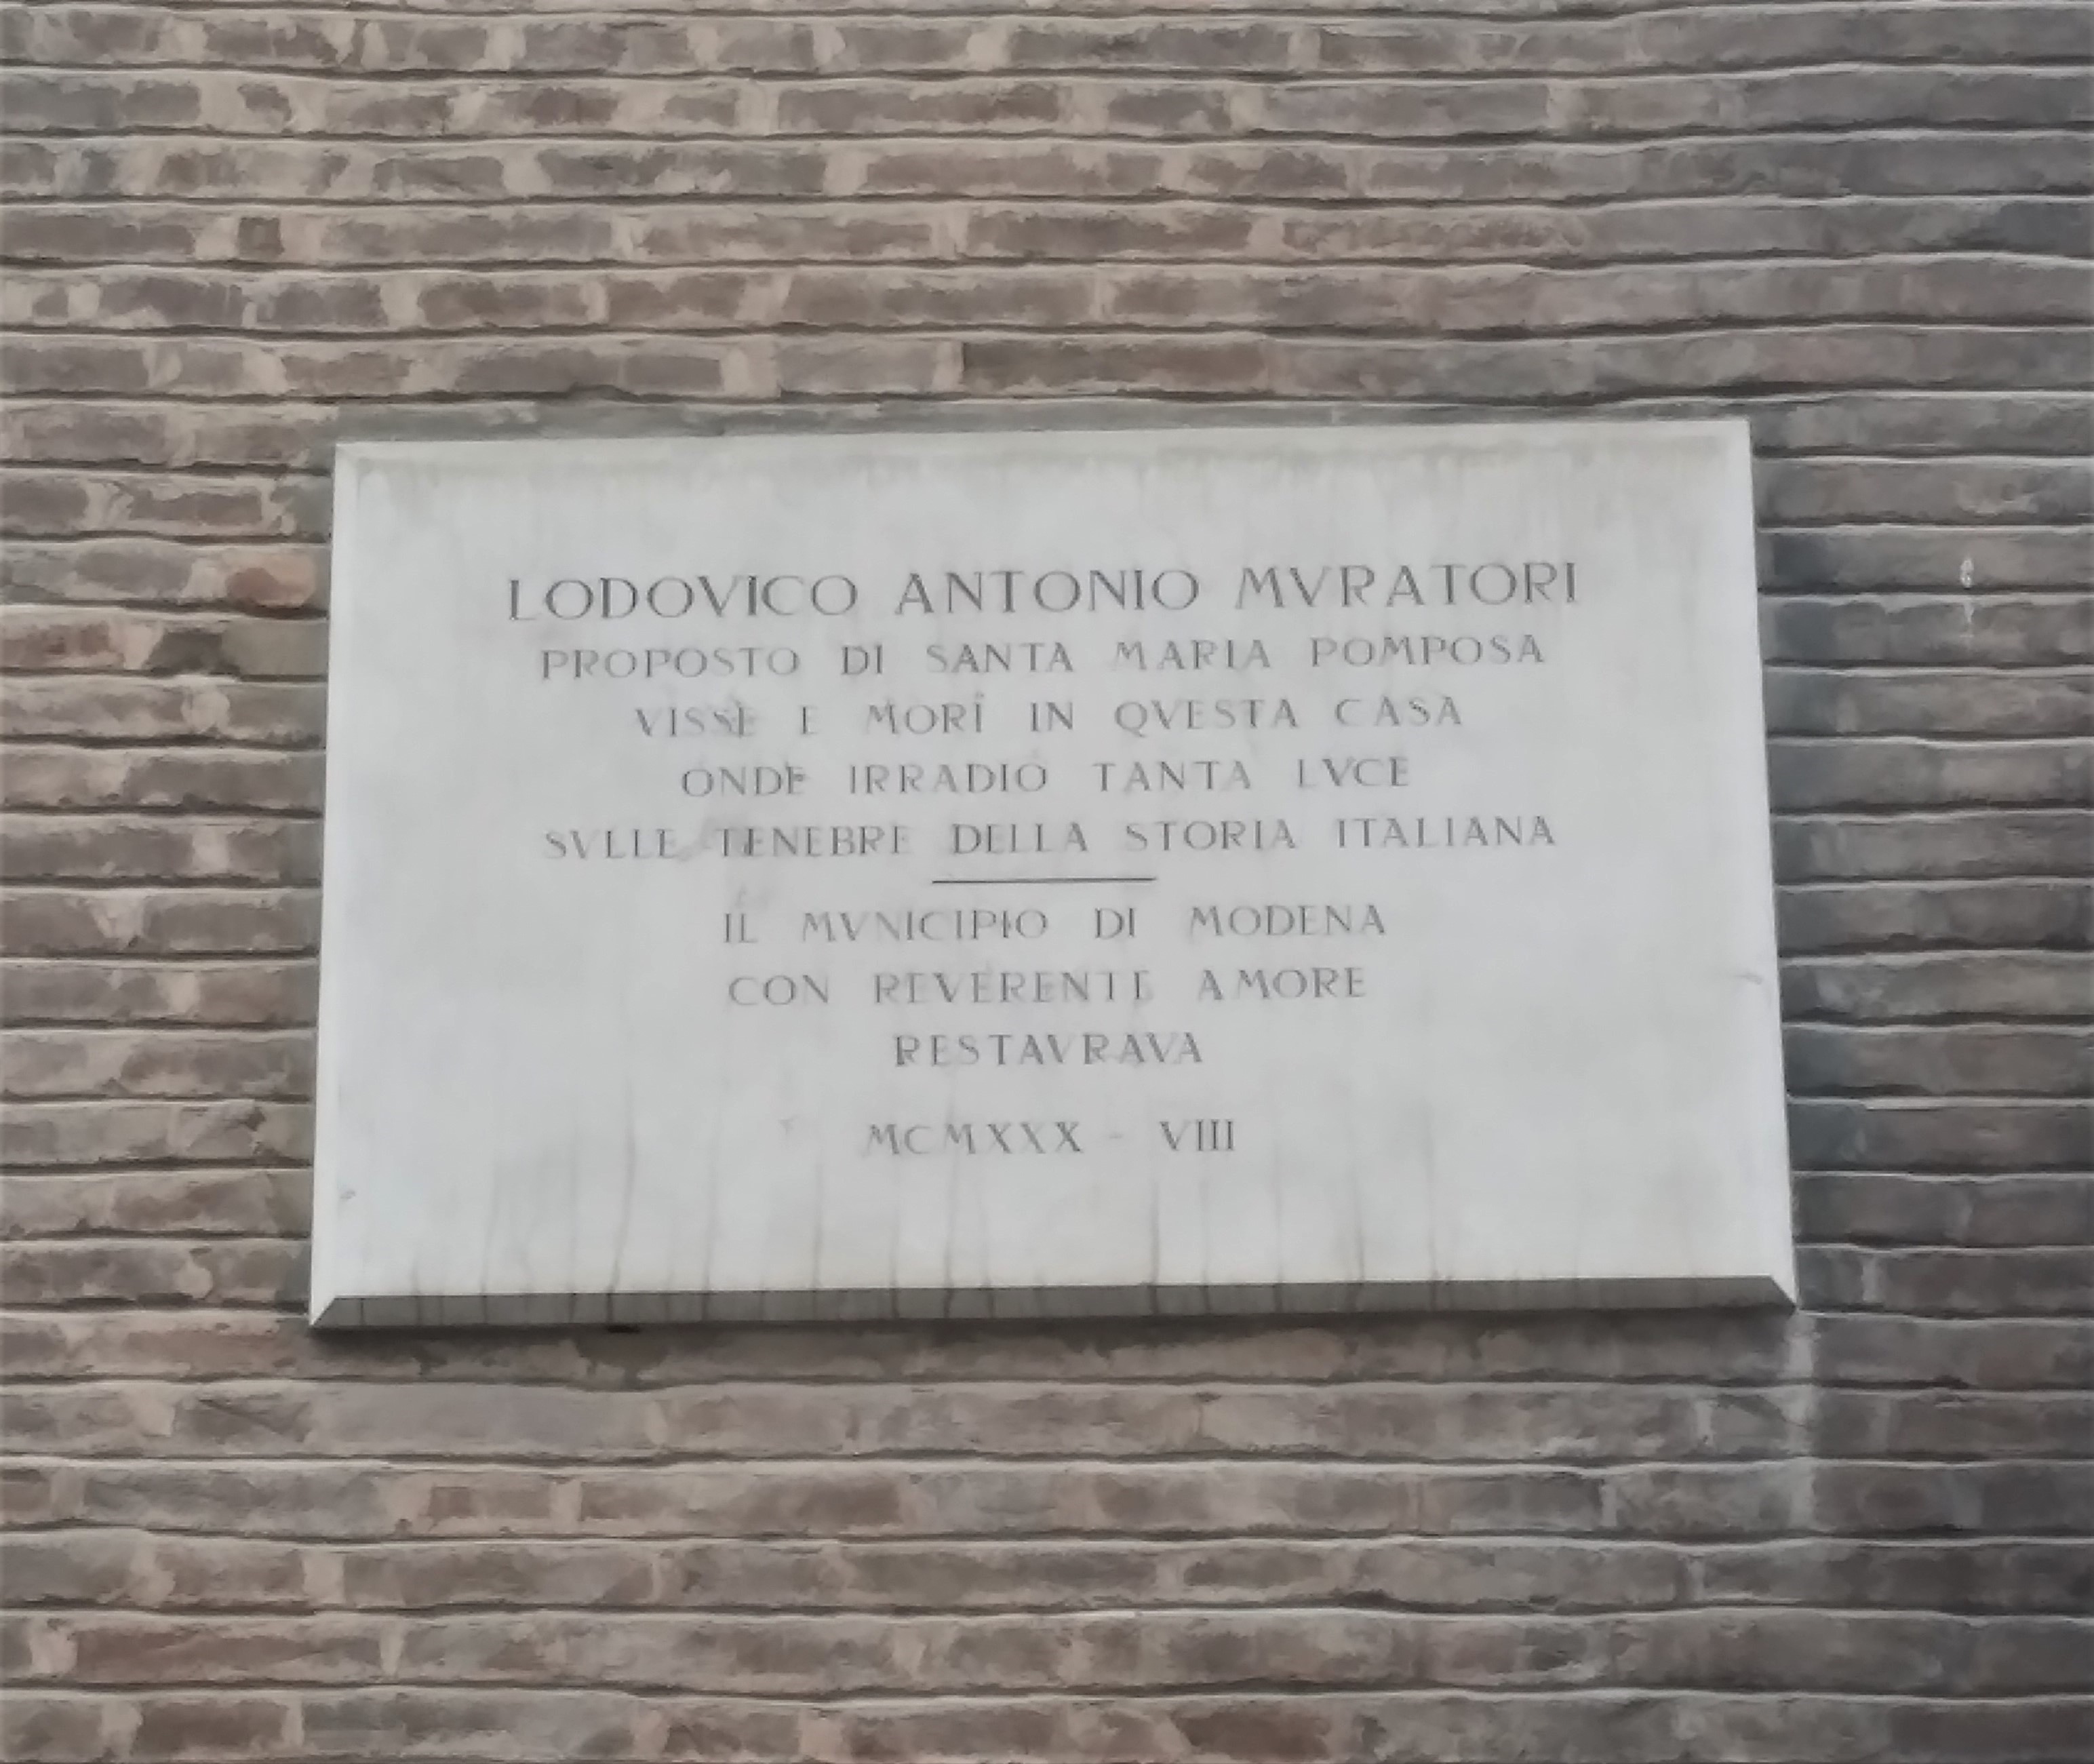 LODOVICO ANTONIO MVRATORI
PROPOSTO DI SANTA MARIA POMPOSA
VISSE E MORÌ IN QVESTA CASA
ONDE IRRADIÒ TANTA LVCE
SVLLE TENEBRE DELLA STORIA ITALIANA
IL MVNICIPIO DI MODENA
CON REVERENTE AMORE
RESTAVRAVA
MCMXXX - VIII